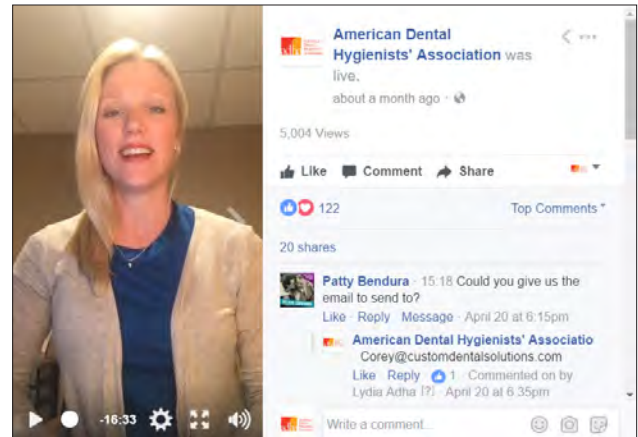 American Dental
Hygienists' Association was
live.
about a month ago
5,004 Views
Like Comment Share
122
Top Comments
20 shares
Patty Bendura · 15:18 Could you give us the
email to send to?
Like · Reply · Message · April 20 at 6:15pm
American Dental Hygienists' Associatio
Corey@customdentalsolutions.com
Like · Reply · 1 · Commented on by
Lydia Adha [?] · April 20 at 6:35pm
-16:33
Write a comment...